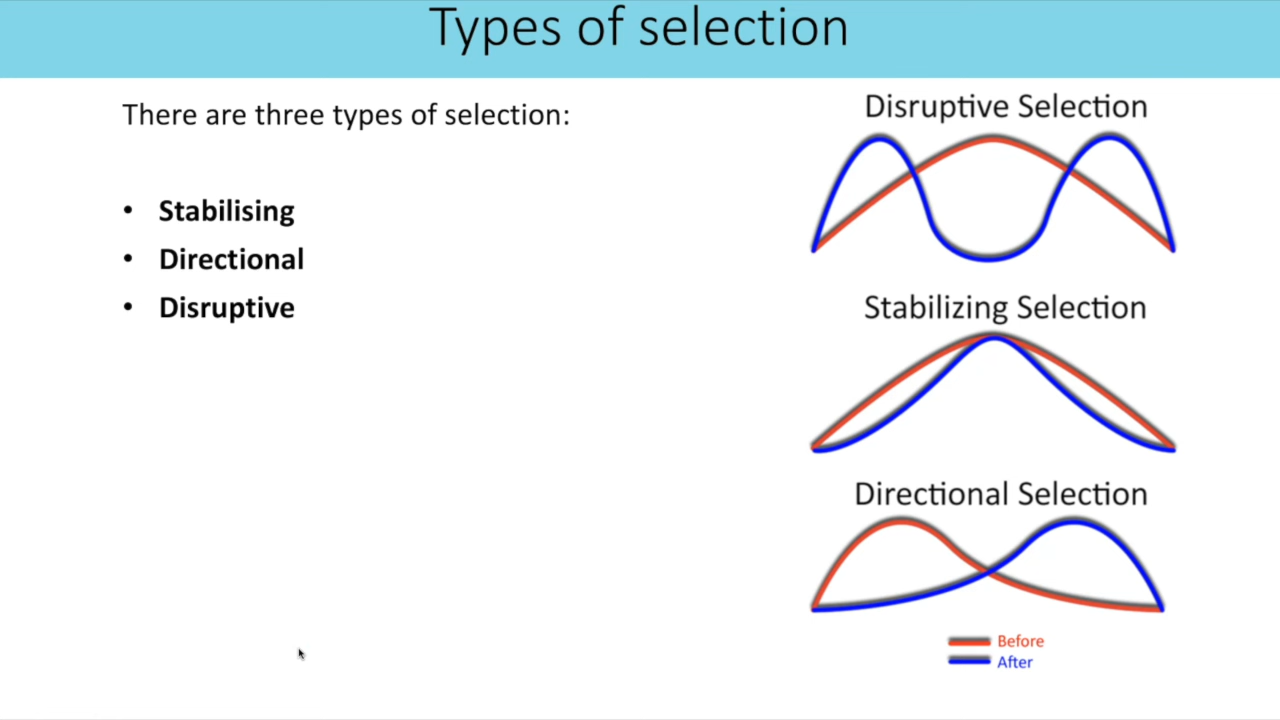 Types of selection
There are three types of selection:
• Stabilising
• Directional
• Disruptive
Disruptive Selection
Stabilizing Selection
Directional Selection
Before
After